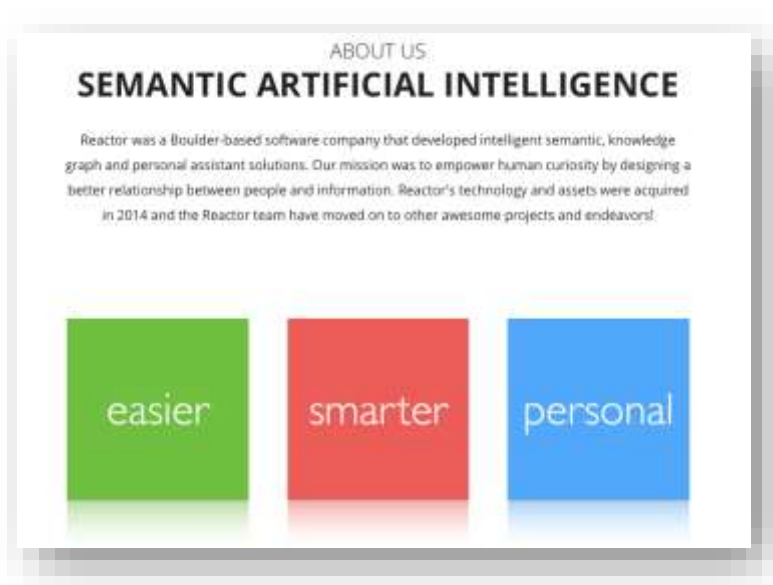 ABOUT US
SEMANTIC ARTIFICIAL INTELLIGENCE
Reactor was a Boulder-based software company that developed intelligent semantic, knowledge
graph and personal assistant solutions. Our mission was to empower human curiosity by designing a
better relationship between people and information. Reactor's technology and assets were acquired
in 2014 and the Reactor team have moved on to other awesome projects and endeavors!
easier
smarter
personal